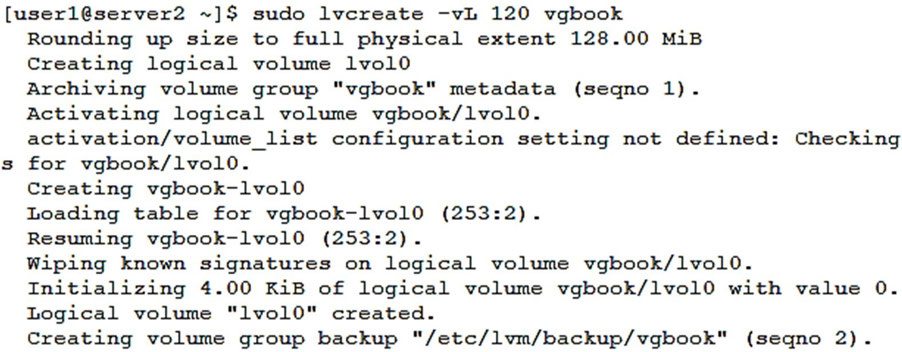 [user1@server2 ~]$ sudo lvcreate -vL 120 vgbook
Rounding up size to full physical extent 128.00 MiB
Creating logical volume lvol0
Archiving volume group "vgbook" metadata (seqno 1).
Activating logical volume vgbook/lvol0.
activation/volume_list configuration setting not defined: Checking
s for vgbook/lvol0.
Creating vgbook-lvol0
Loading table for vgbook-lvol0 (253:2).
Resuming vgbook-lvol0 (253:2).
Wiping known signatures on logical volume vgbook/lvol0.
Initializing 4.00 KiB of logical volume vgbook/lvol0 with value 0.
Logical volume "lvol0" created.
Creating volume group backup "/etc/lvm/backup/vgbook" (seqno 2).